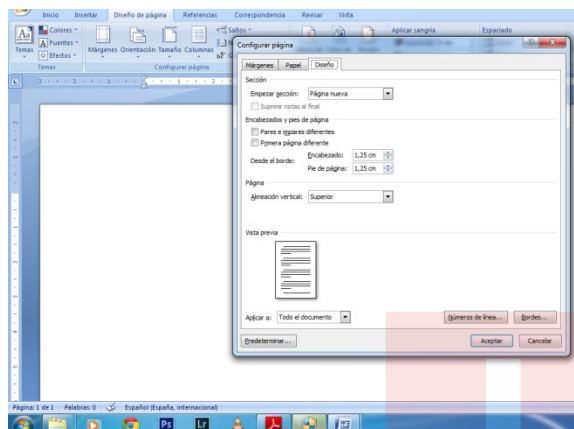 Inicio Insertar Diseño de página Referencias Correspondencia Revisar Vista
Colores
Fuentes
Efectos
Temas
Márgenes Orientación Tamaño Columnas
Saltos
Aplicar sangría Espaciado
Temas Configurar página
Configurar página
Márgenes Papel Diseño
Sección
Empezar sección: Página nueva
Suprimir notas al final
Encabezados y pies de página
Pares e impares diferentes
Primera página diferente
Desde el borde:
Encabezado: 1,25 cm
Pie de página: 1,25 cm
Página
Alineación vertical: Superior
Vista previa
Aplicar a: Todo el documento
Números de línea... Bordes...
Predeterminar... Aceptar Cancelar
Página: 1 de 1 Palabras: 0 Español (España, internacional)
Ps Lr